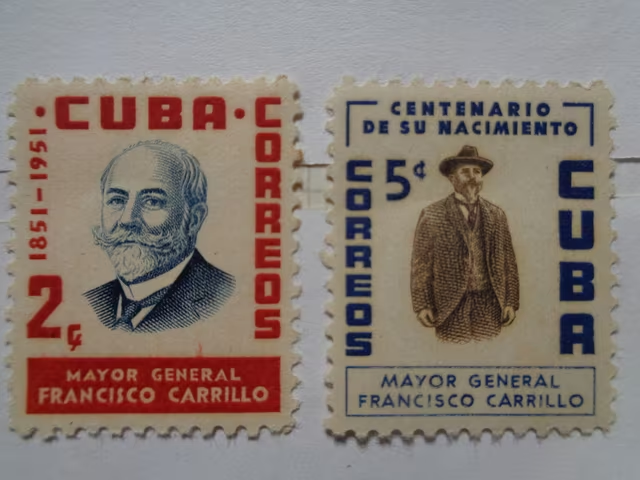 · CUBA ·
CORREOS
1851-1951
2¢
MAYOR GENERAL
FRANCISCO CARRILLO
CENTENARIO
DE SU NACIMIENTO
CORREOS
5¢
CUBA
MAYOR GENERAL
FRANCISCO CARRILLO